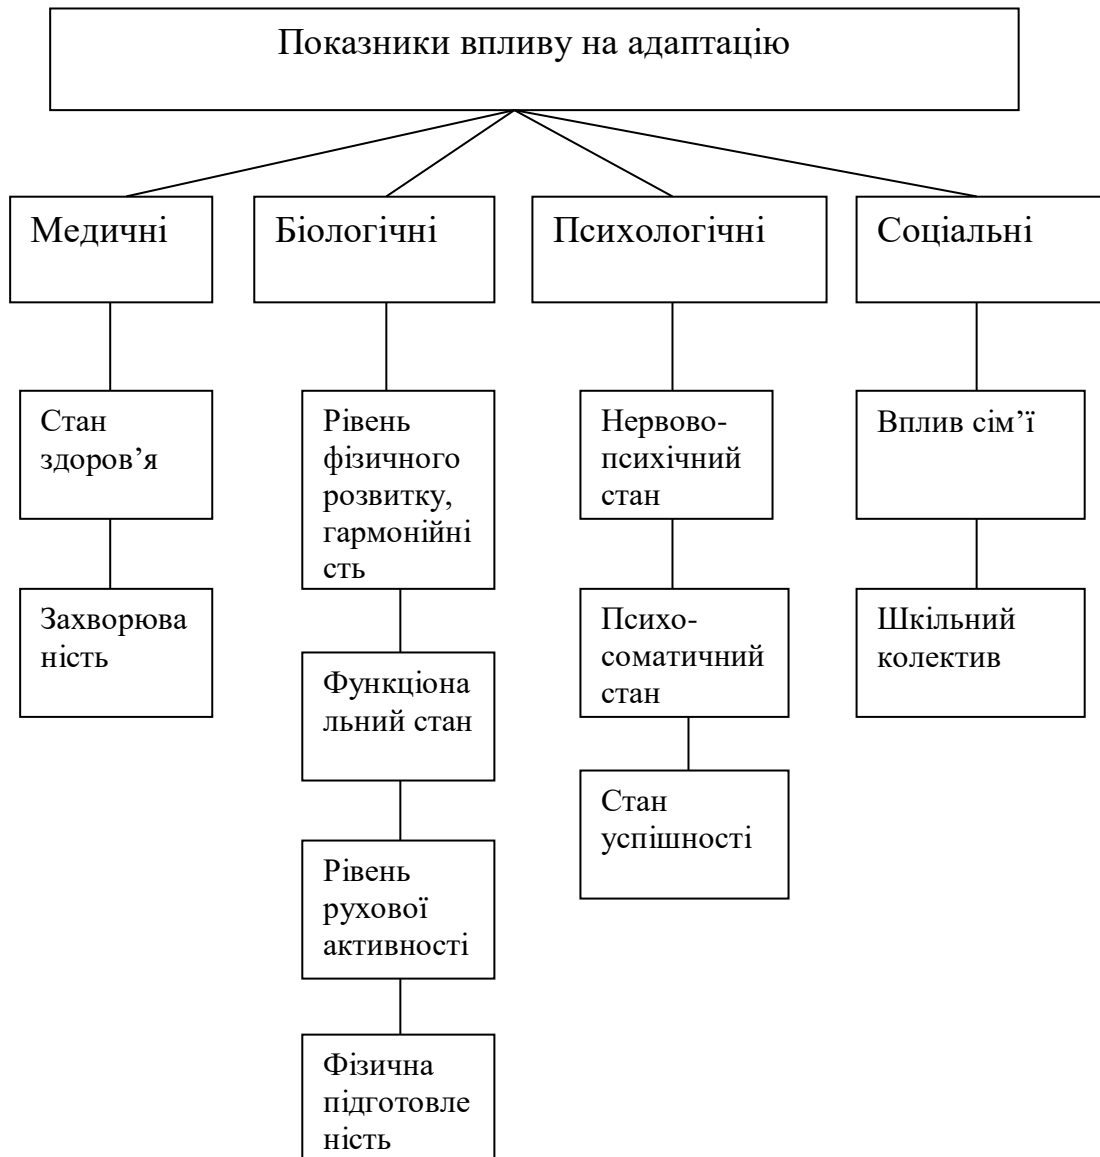 Показники впливу на адаптацію
Медичні
Біологічні
Психологічні
Соціальні
Стан
здоров’я
Захворюва
ність
Рівень
фізичного
розвитку,
гармонійні
сть
Функціона
льний стан
Рівень
рухової
активності
Фізична
підготовле
ність
Нервово-
психічний
стан
Психо-
соматичний
стан
Стан
успішності
Вплив сім’ї
Шкільний
колектив